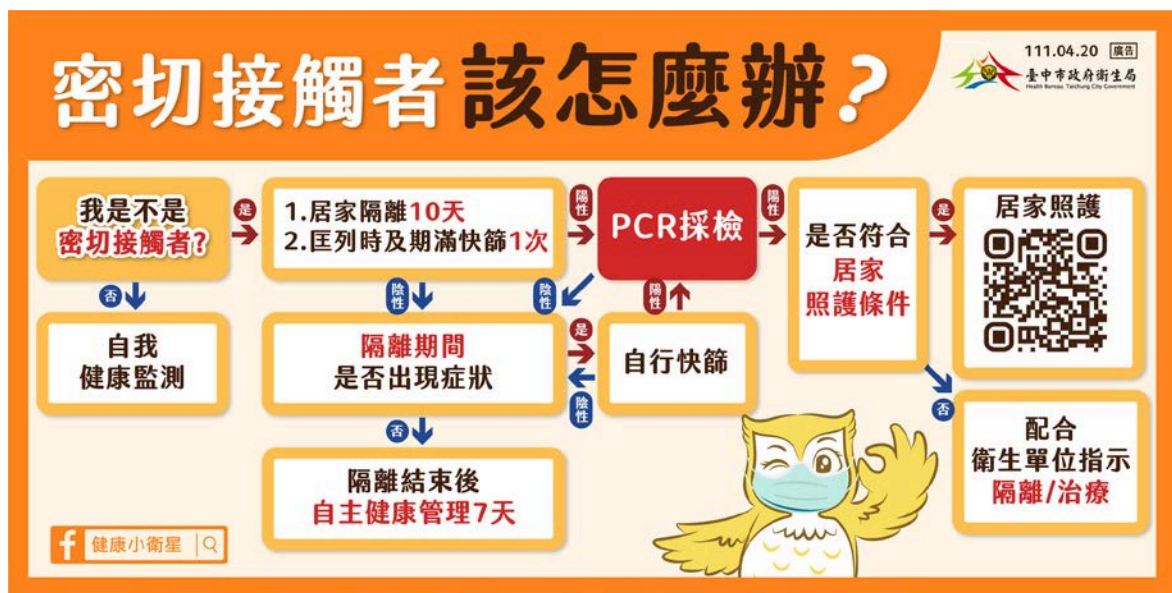 密切接觸者該怎麼辦?
111.04.20 廣告
臺中市政府衛生局
Health Bureau, Taichung City Government
我是不是
密切接觸者?
是
1.居家隔離10天
2.匡列時及期滿快篩1次
陽性
PCR採檢
陽性
是否符合
居家
照護條件
是
居家照護
否
陰性
陰性
陽性
自我
健康監測
隔離期間
是否出現症狀
是
陰性
自行快篩
否
否
配合
衛生單位指示
隔離/治療
隔離結束後
自主健康管理7天
健康小衛星